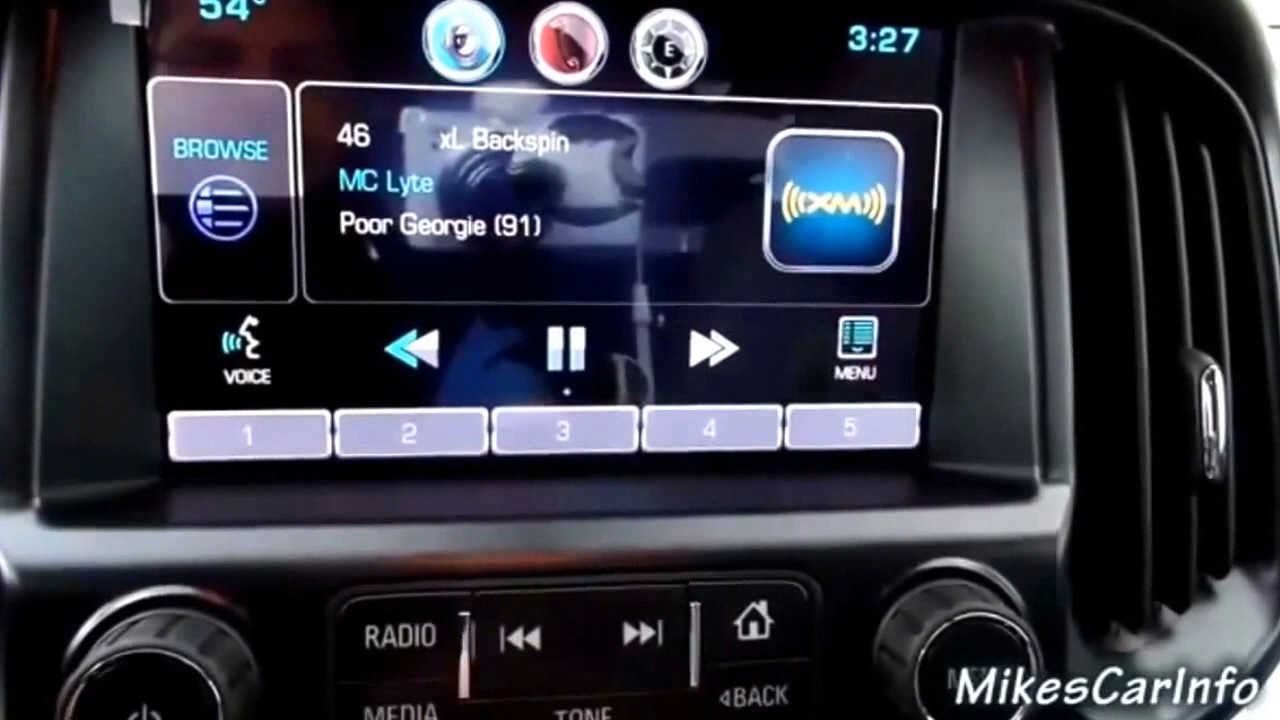 54°
E
3:27
BROWSE
46 xL Backspin
MC Lyte
Poor Georgie (91)
((XM))
VOICE
MENU
1 2 3 4 5
RADIO
MEDIA
TONE
BACK
MikesCarInfo